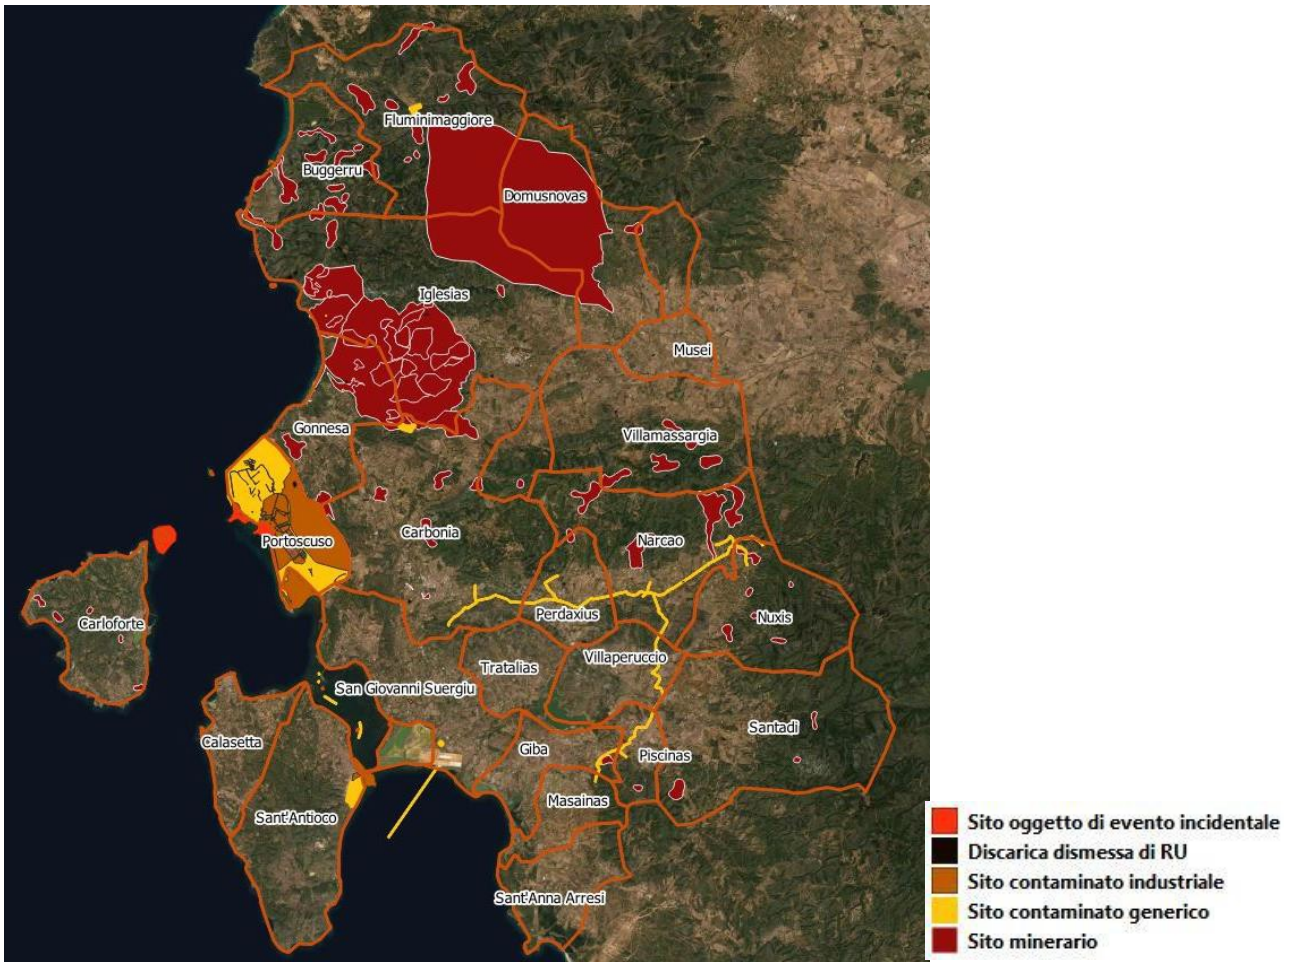 Fluminimaggiore
Buggerru
Domusnovas
Iglesias
Musei
Gonnesa
Villamassargia
Carbonia
Narcao
Portoscuso
Carloforte
Perdaxius
Nuxis
Villaperuccio
Tratalias
San Giovanni Suergiu
Santadi
Calasetta
Giba
Piscinas
Masainas
Sant'Antioco
Sant'Anna Arresi
Sito oggetto di evento incidentale
Discarica dismessa di RU
Sito contaminato industriale
Sito contaminato generico
Sito minerario